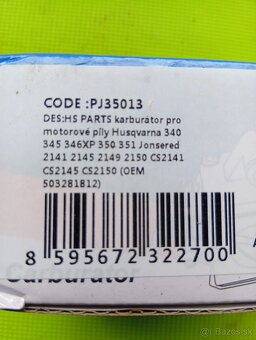 CODE :PJ35013
DES:HS PARTS karburátor pro
motorové pily Husqvarna 340
345 346XP 350 351 Jonsered
2141 2145 2149 2150 CS2141
CS2145 CS2150 (OEM
503281812)
8 595672 322700
Carburator